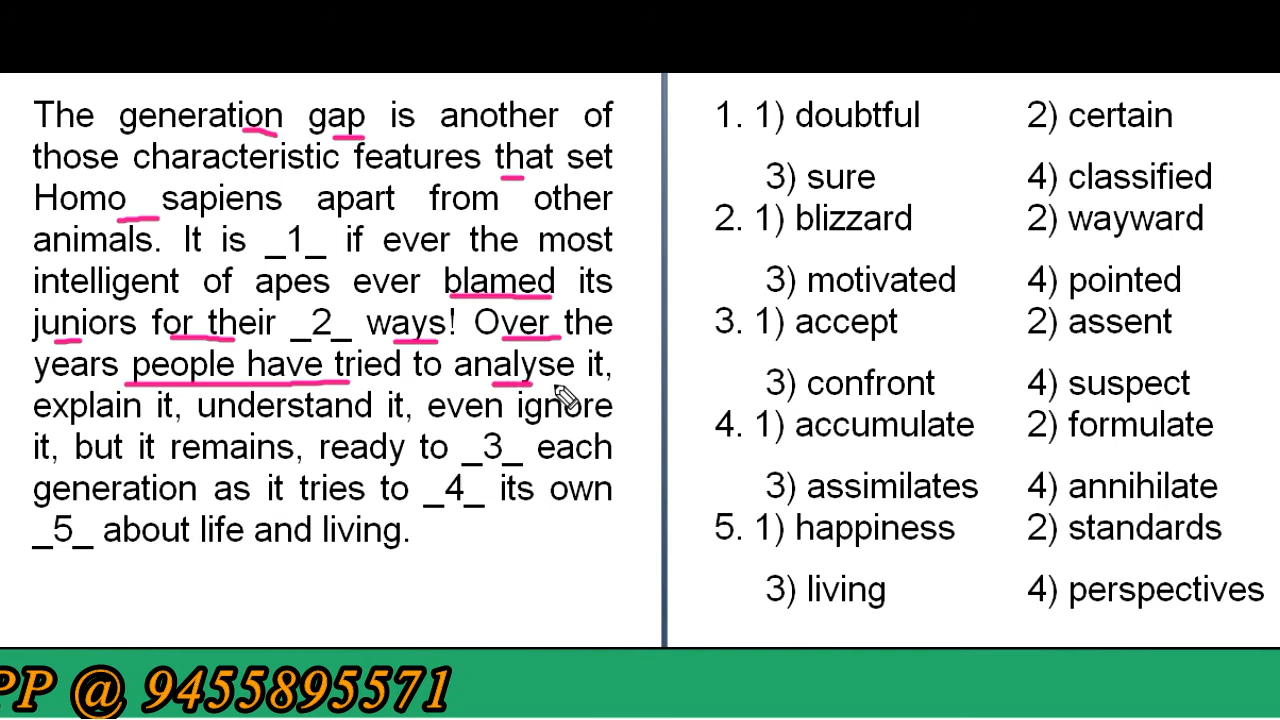 The generation gap is another of
those characteristic features that set
Homo sapiens apart from other
animals. It is _1_ if ever the most
intelligent of apes ever blamed its
juniors for their _2_ ways! Over the
years people have tried to analyse it,
explain it, understand it, even ignore
it, but it remains, ready to _3_ each
generation as it tries to _4_ its own
_5_ about life and living.
1. 1) doubtful 2) certain
3) sure 4) classified
2. 1) blizzard 2) wayward
3) motivated 4) pointed
3. 1) accept 2) assent
3) confront 4) suspect
4. 1) accumulate 2) formulate
3) assimilates 4) annihilate
5. 1) happiness 2) standards
3) living 4) perspectives
PP @ 9455895571